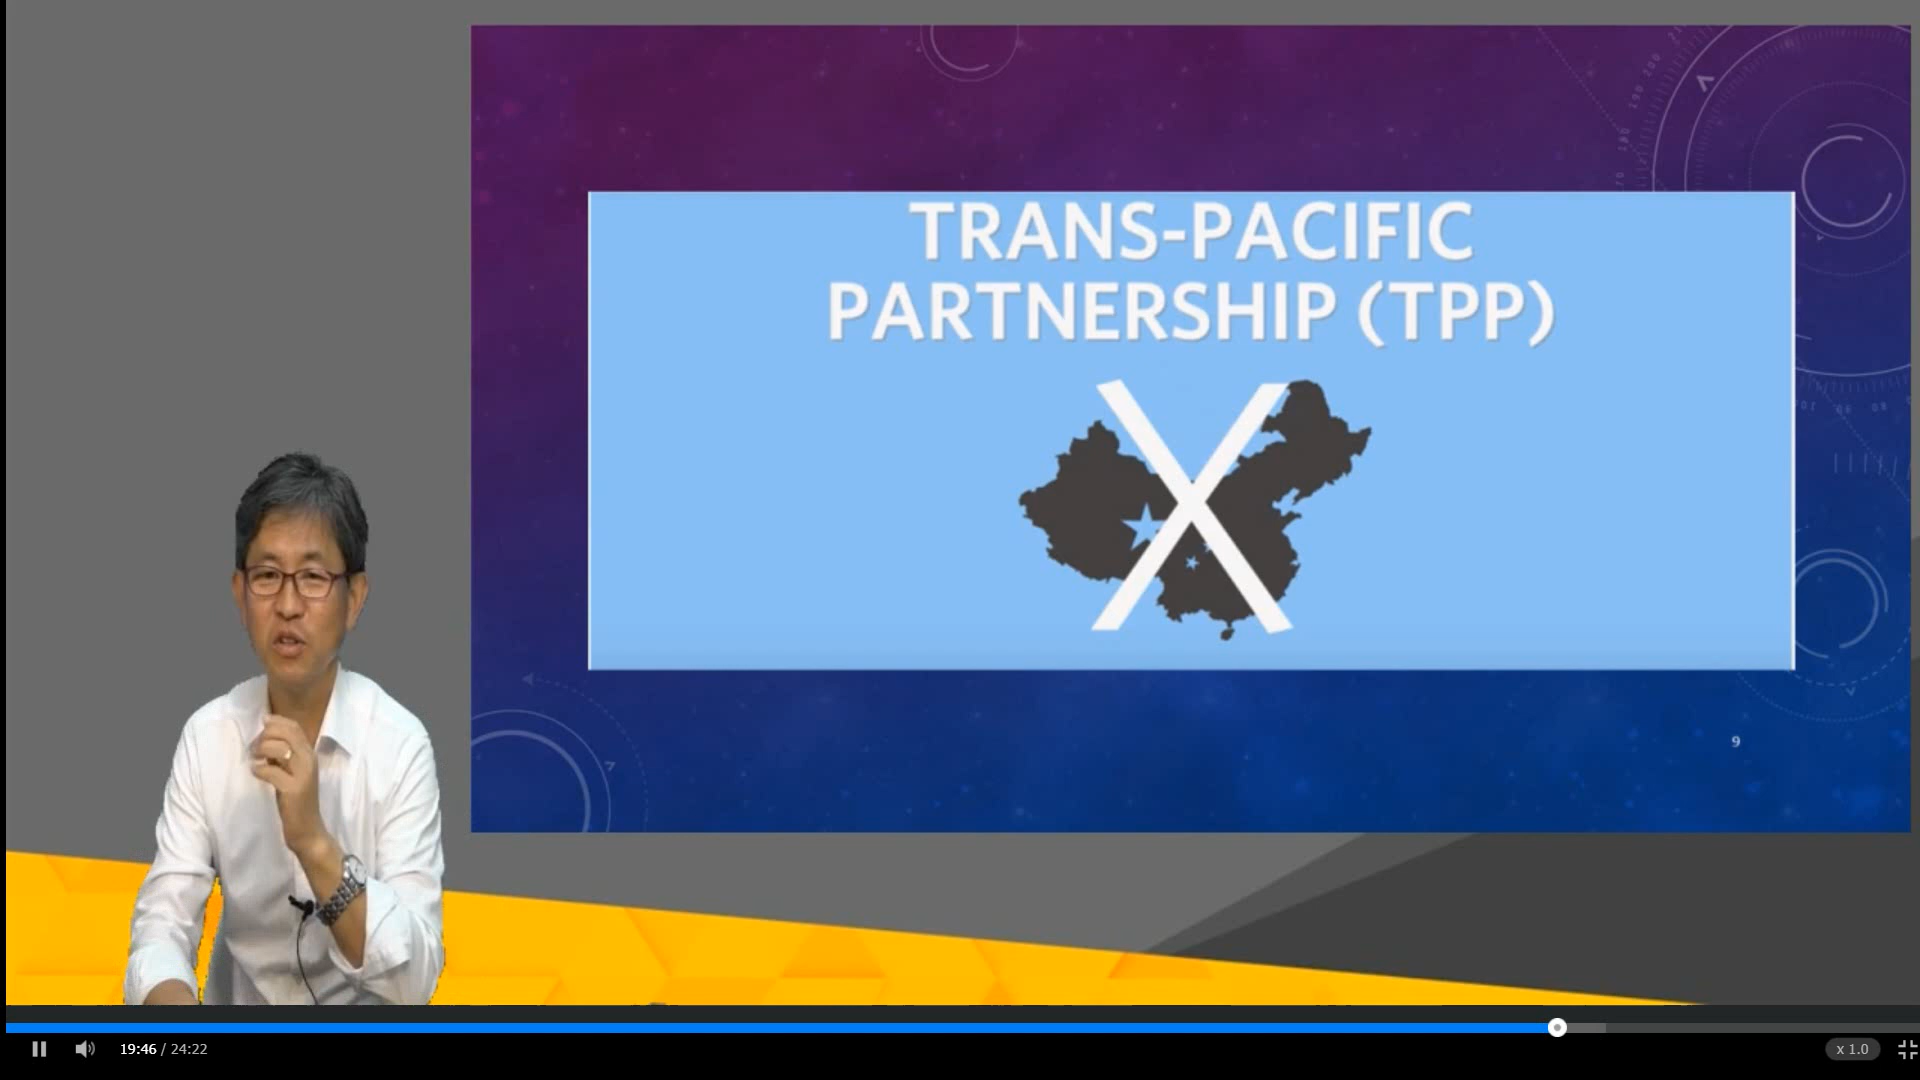 TRANS-PACIFIC
PARTNERSHIP (TPP)
9
19:46 / 24:22
x 1.0